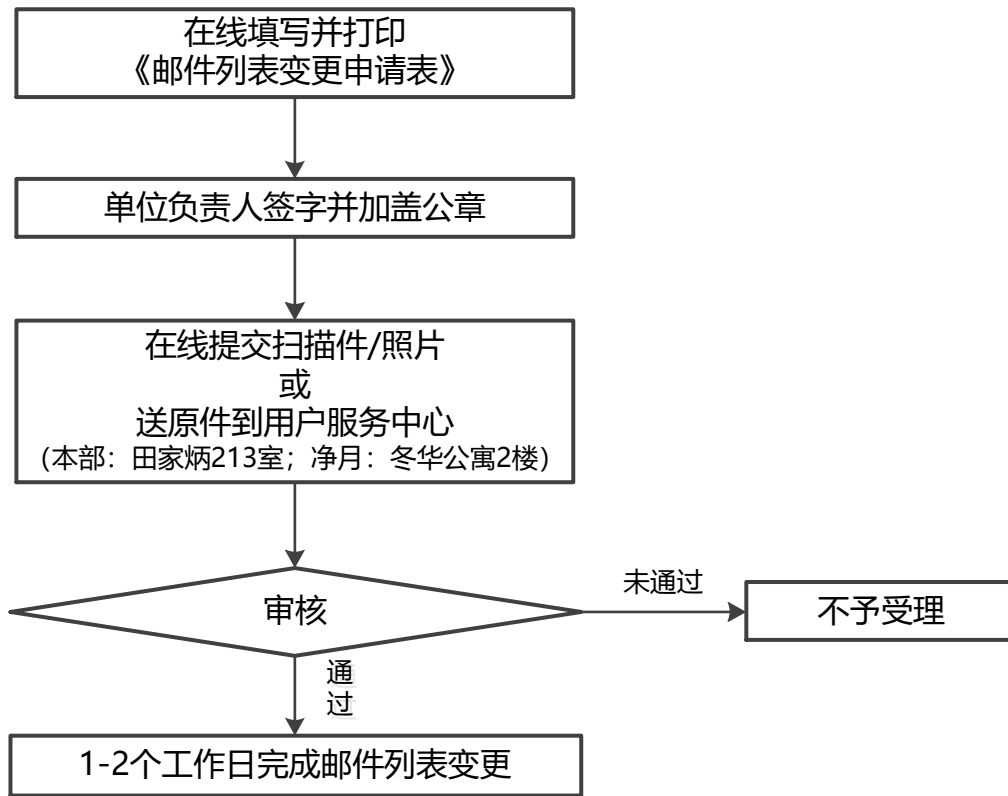 在线填写并打印
《邮件列表变更申请表》
单位负责人签字并加盖公章
在线提交扫描件/照片
或
送原件到用户服务中心
（本部：田家炳213室；净月：冬华公寓2楼）
审核
未通过
不予受理
通
过
1-2个工作日完成邮件列表变更